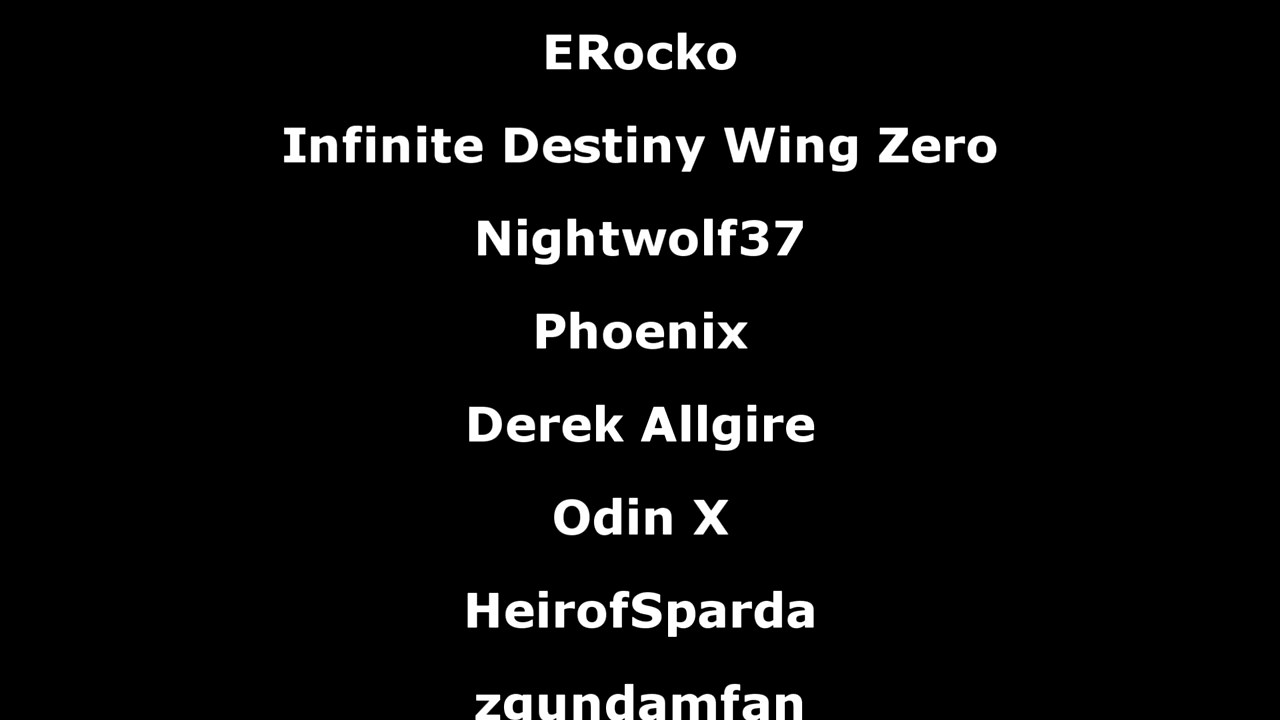 ERocko
Infinite Destiny Wing Zero
Nightwolf37
Phoenix
Derek Allgire
Odin X
HeirofSparda
zgundamfan